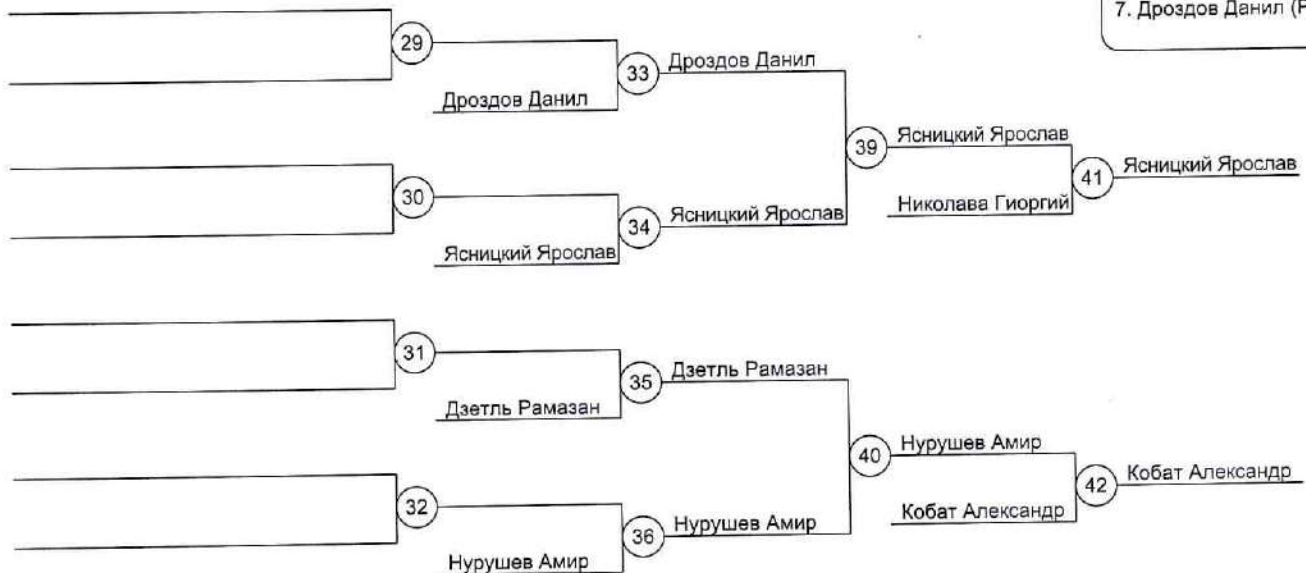 7. Дроздов Данил (Р
29
33
Дроздов Данил
Дроздов Данил
39
Ясницкий Ярослав
41
Ясницкий Ярослав
30
Николава Гиоргий
34
Ясницкий Ярослав
Ясницкий Ярослав
31
35
Дзетль Рамазан
Дзетль Рамазан
40
Нурушев Амир
42
Кобат Александр
32
Кобат Александр
36
Нурушев Амир
Нурушев Амир